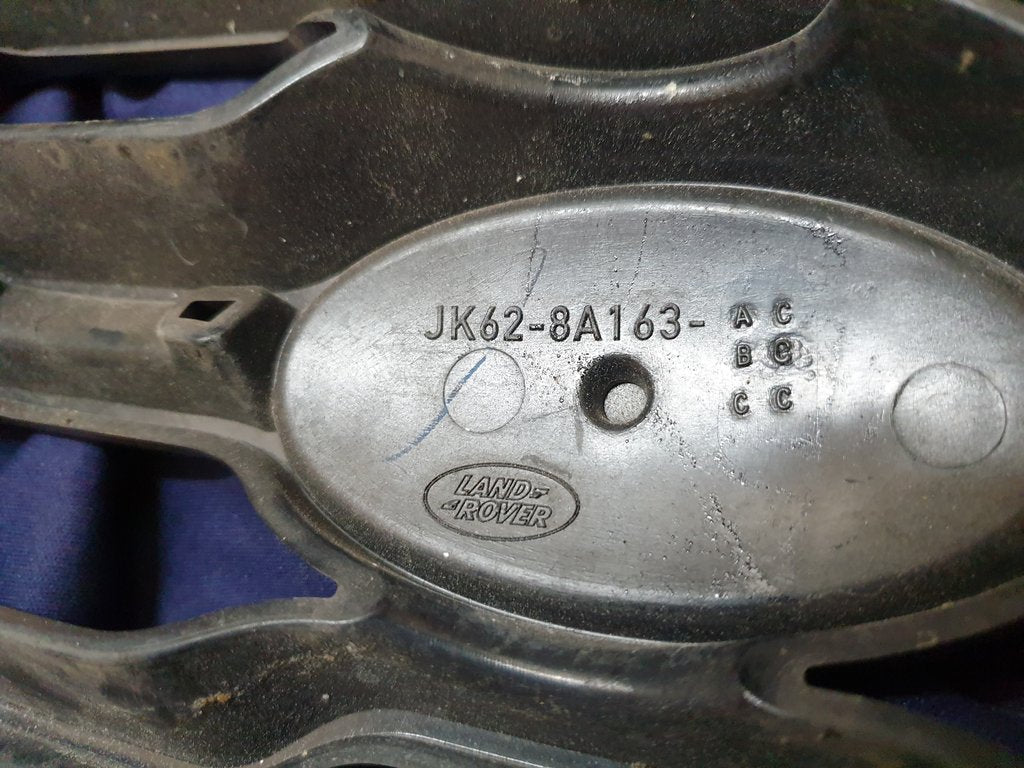 JK62-8A163-
A C
B C
C C
LAND
ROVER